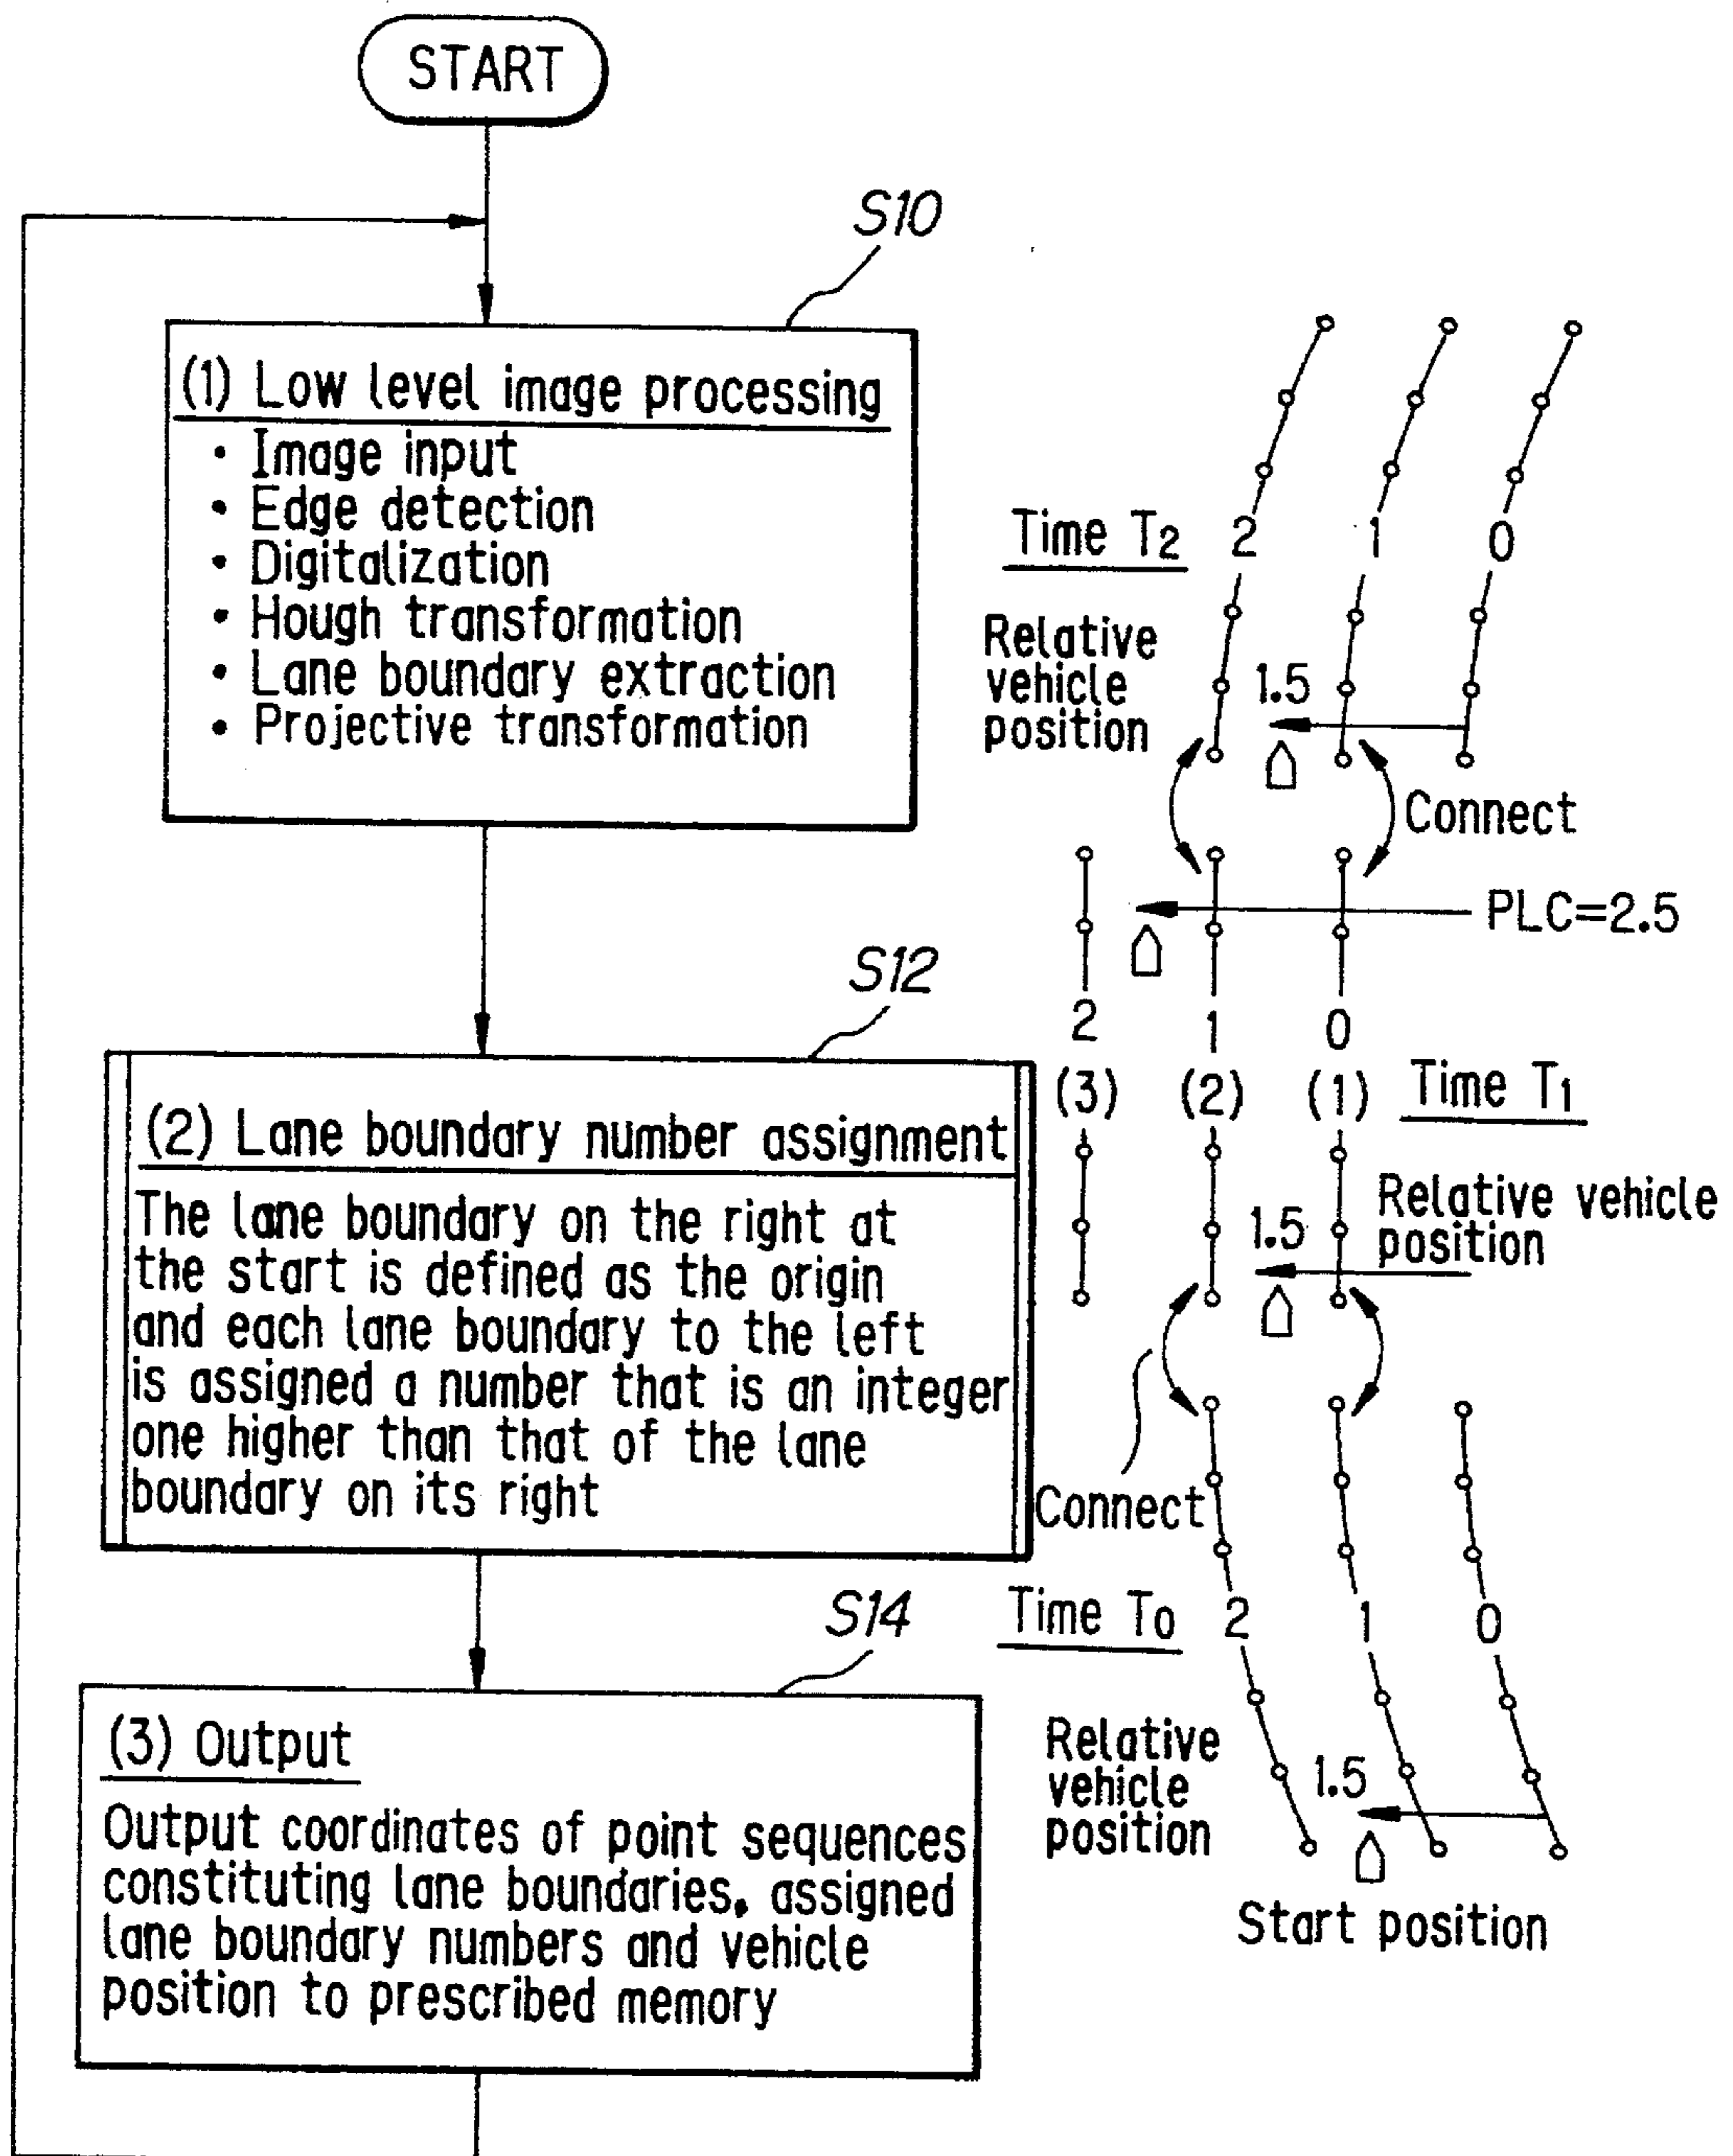 START
S10
(1) Low level image processing
• Image input
• Edge detection
• Digitalization
• Hough transformation
• Lane boundary extraction
• Projective transformation
S12
(2) Lane boundary number assignment
The lane boundary on the right at
the start is defined as the origin
and each lane boundary to the left
is assigned a number that is an integer
one higher than that of the lane
boundary on its right
S14
(3) Output
Output coordinates of point sequences
constituting lane boundaries, assigned
lane boundary numbers and vehicle
position to prescribed memory
Time T2 2 1 0
Relative
vehicle
position
1.5
Connect
PLC=2.5
2 1 0
(3) (2) (1) Time T1
Relative vehicle
position
1.5
Connect
Time T0 2 1 0
Relative
vehicle
position
1.5
Start position